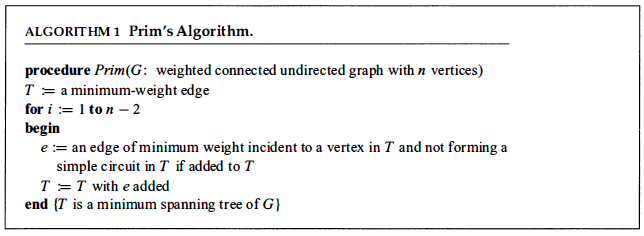 ALGORITHM 1 Prim's Algorithm.
procedure Prim(G: weighted connected undirected graph with n vertices)
T := a minimum-weight edge
for i := 1 to n − 2
begin
e := an edge of minimum weight incident to a vertex in T and not forming a
simple circuit in T if added to T
T := T with e added
end {T is a minimum spanning tree of G}